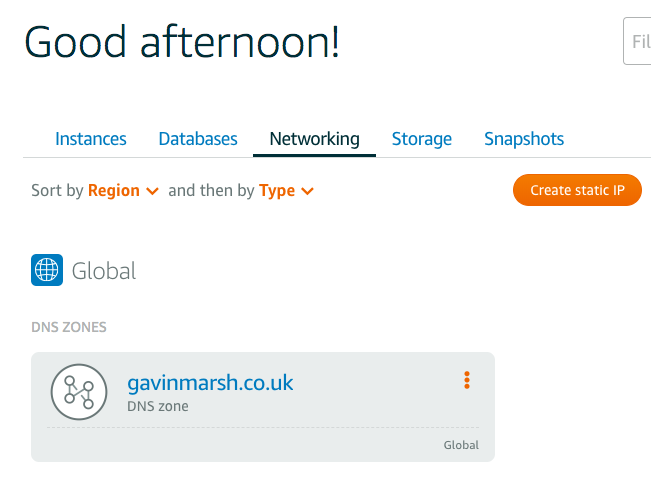 Good afternoon!
Fil
Instances Databases Networking Storage Snapshots
Sort by Region and then by Type Create static IP
Global
DNS ZONES
gavinmarsh.co.uk
DNS zone
Global